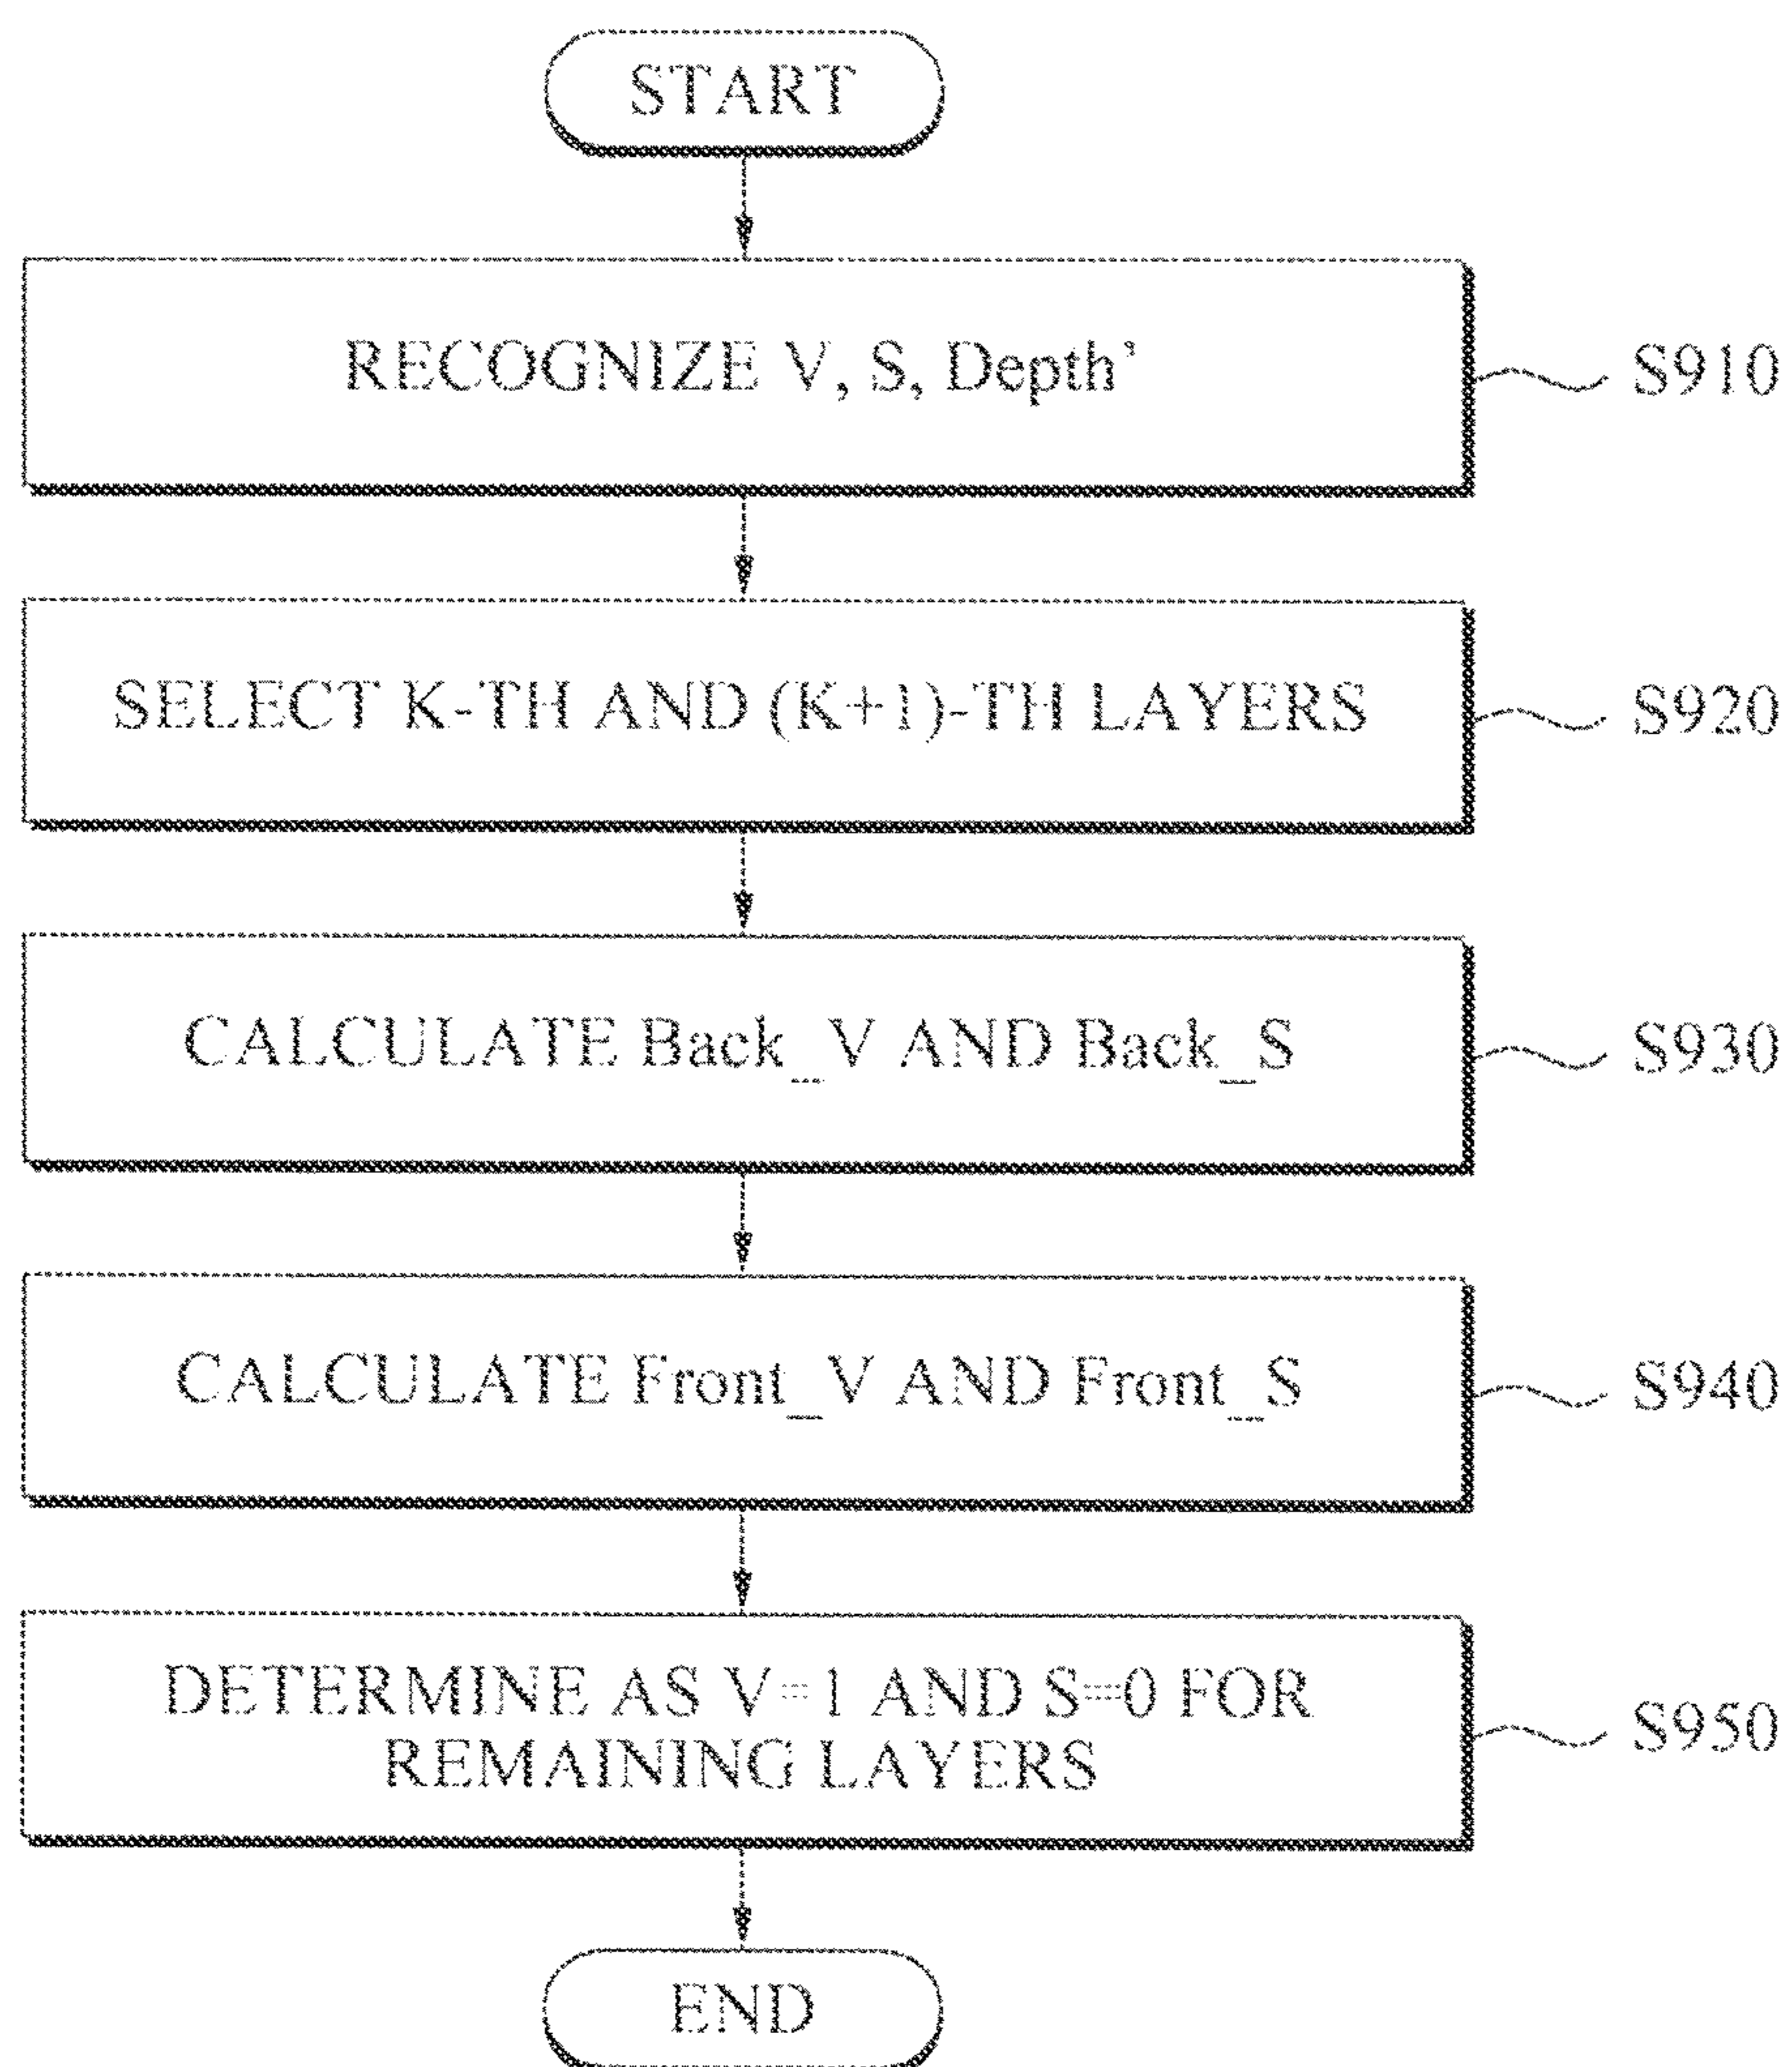 START
RECOGNIZE V, S, Depth'
S910
SELECT K-TH AND (K+1)-TH LAYERS
S920
CALCULATE Back_V AND Back_S
S930
CALCULATE Front_V AND Front_S
S940
DETERMINE AS V=1 AND S=0 FOR
REMAINING LAYERS
S950
END